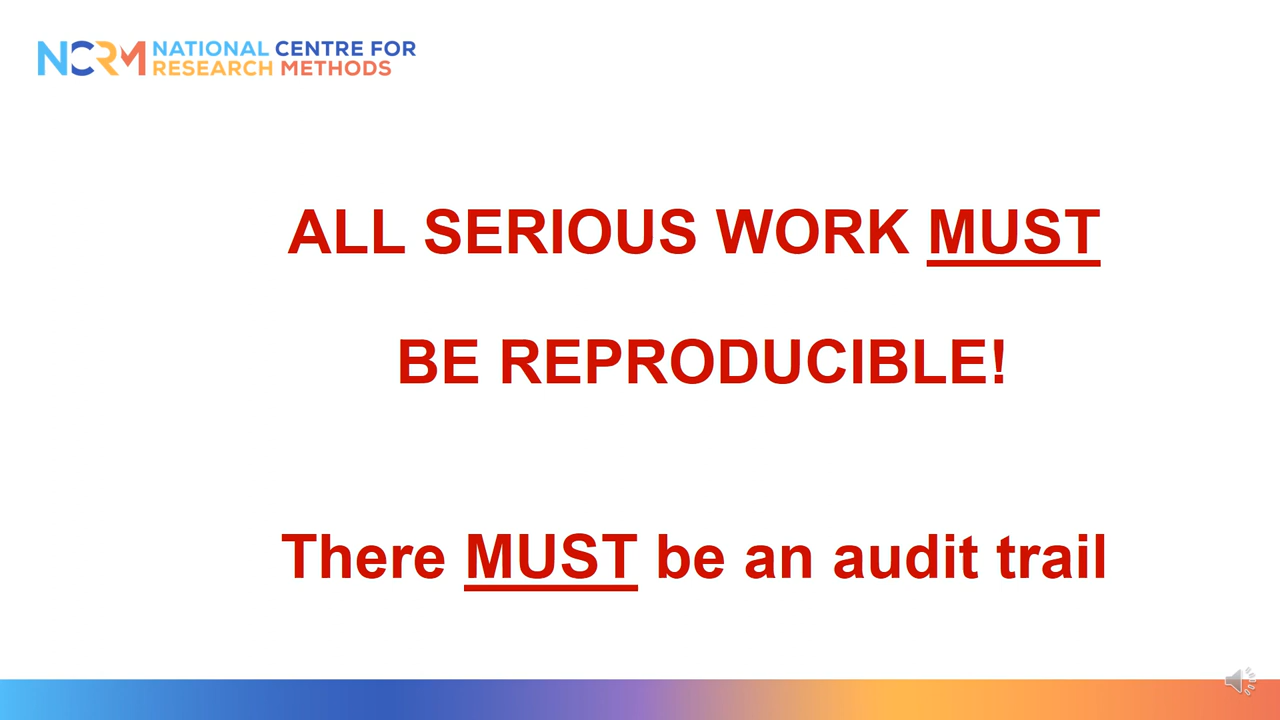 NCRM NATIONAL CENTRE FOR
RESEARCH METHODS
ALL SERIOUS WORK MUST
BE REPRODUCIBLE!
There MUST be an audit trail